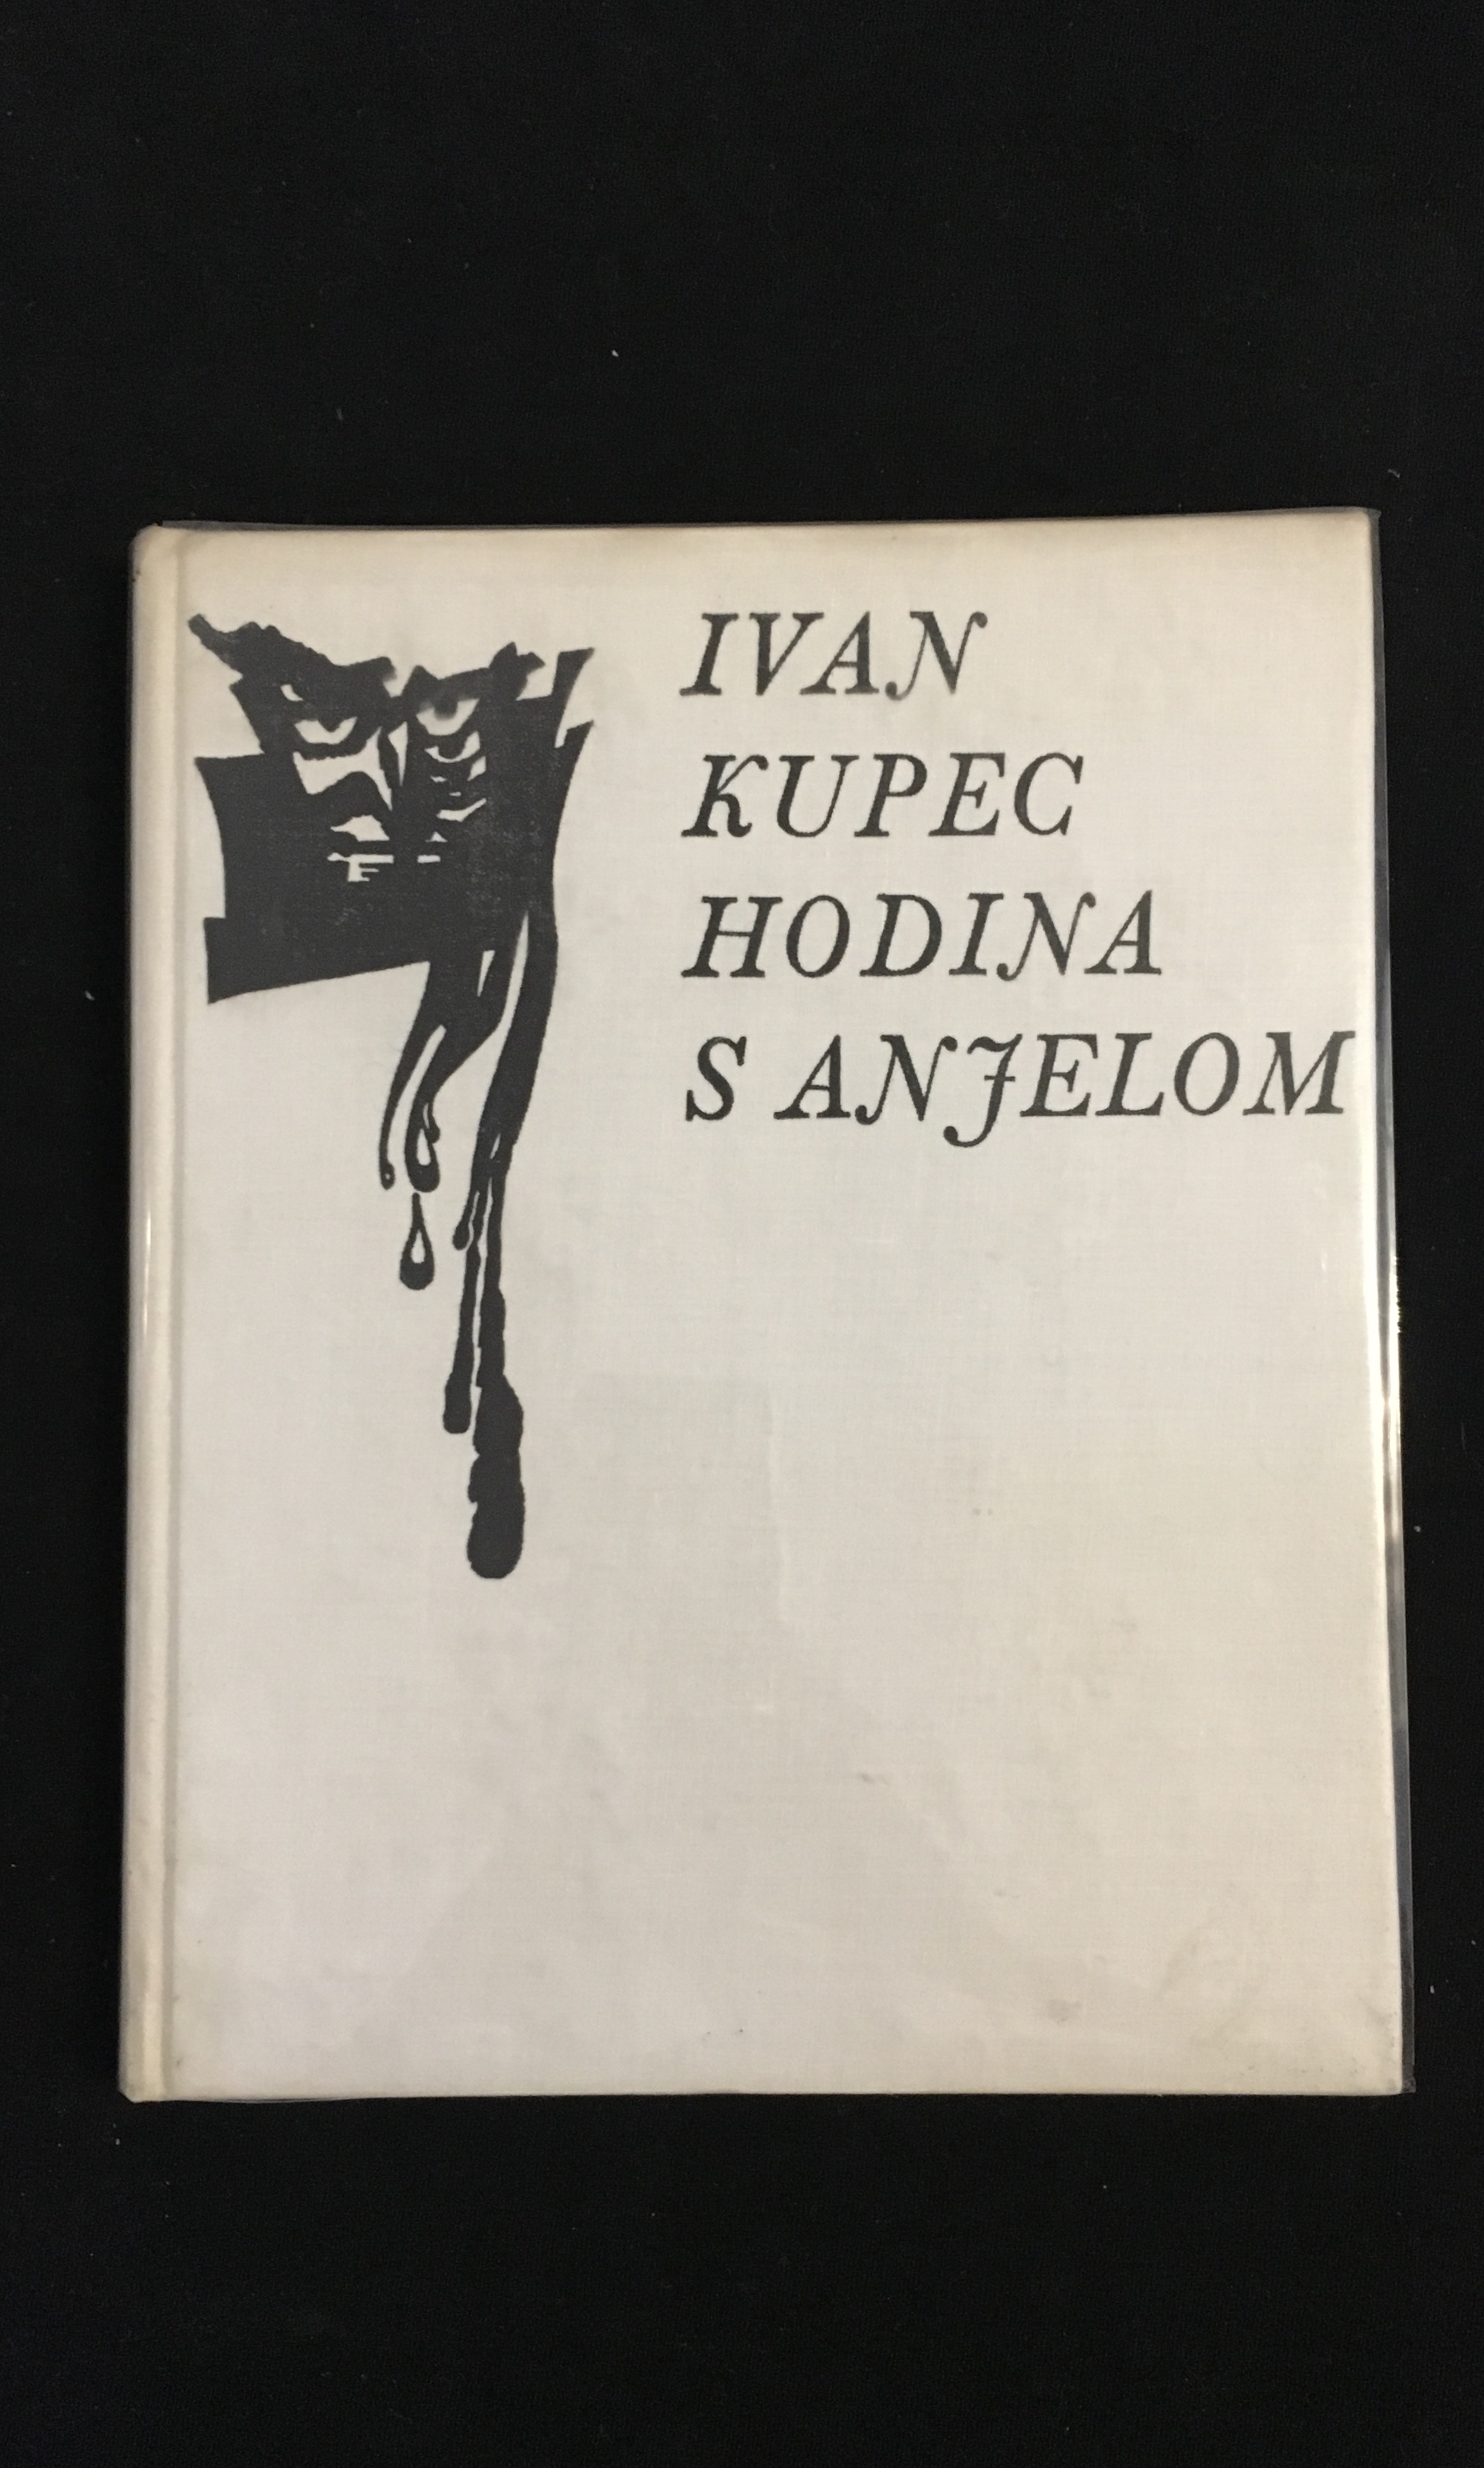 IVAN
KUPEC
HODINA
S ANJELOM